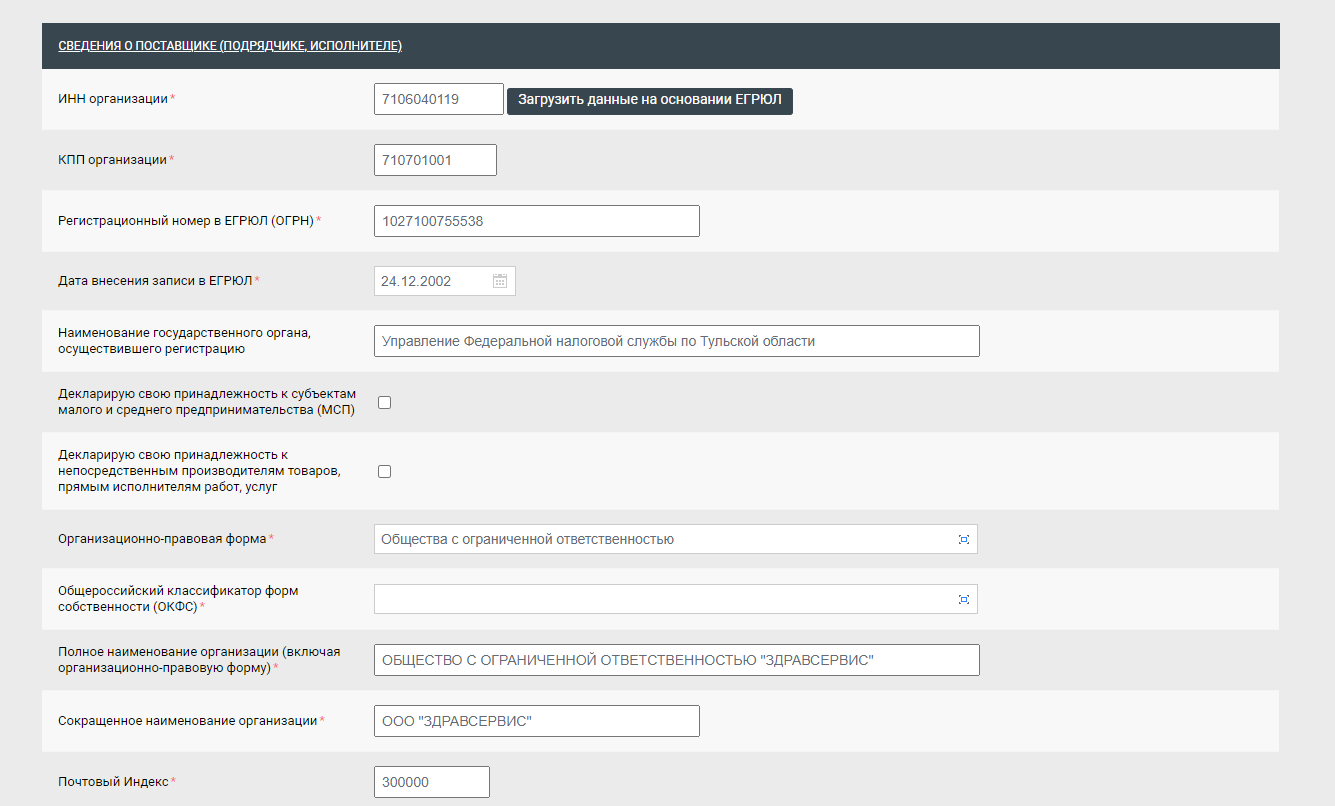 СВЕДЕНИЯ О ПОСТАВЩИКЕ (ПОДРЯДЧИКЕ, ИСПОЛНИТЕЛЕ)
ИНН организации *
7106040119
Загрузить данные на основании ЕГРЮЛ
КПП организации *
710701001
Регистрационный номер в ЕГРЮЛ (ОГРН) *
1027100755538
Дата внесения записи в ЕГРЮЛ *
24.12.2002
Наименование государственного органа,
осуществившего регистрацию
Управление Федеральной налоговой службы по Тульской области
Декларирую свою принадлежность к субъектам
малого и среднего предпринимательства (МСП)
Декларирую свою принадлежность к
непосредственным производителям товаров,
прямым исполнителям работ, услуг
Организационно-правовая форма *
Общества с ограниченной ответственностью
Общероссийский классификатор форм
собственности (ОКФС) *
Полное наименование организации (включая
организационно-правовую форму) *
ОБЩЕСТВО С ОГРАНИЧЕННОЙ ОТВЕТСТВЕННОСТЬЮ "ЗДРАВСЕРВИС"
Сокращенное наименование организации *
ООО "ЗДРАВСЕРВИС"
Почтовый Индекс *
300000